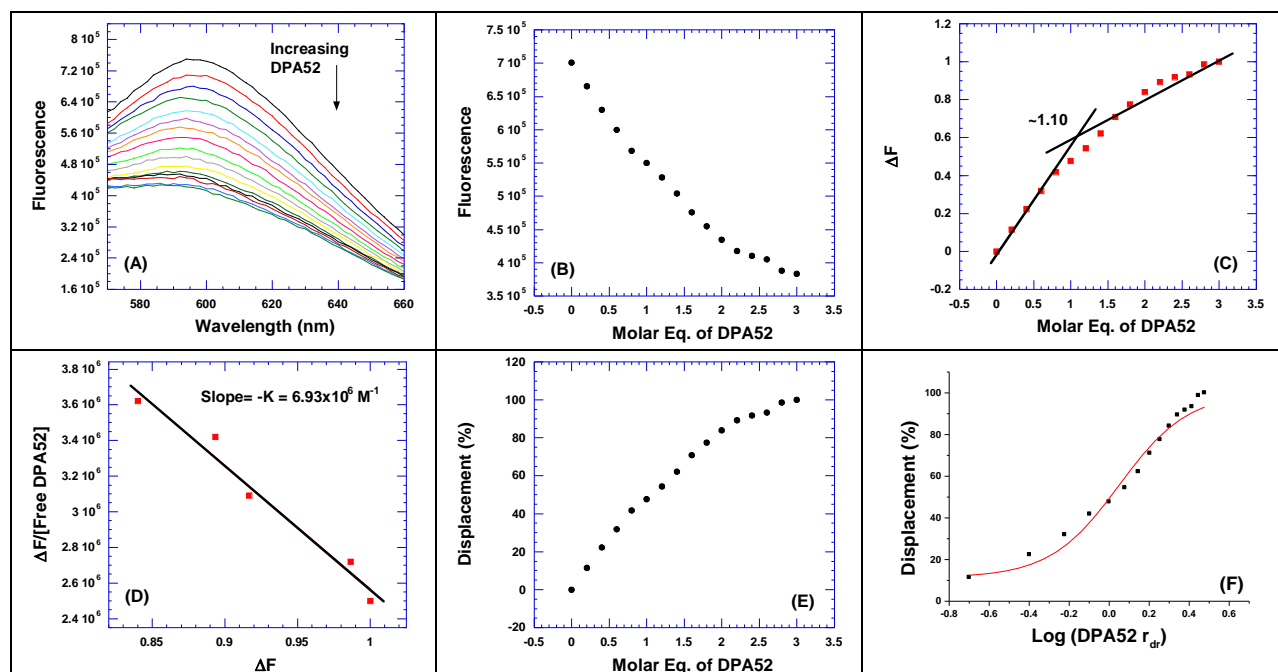 8 10⁵
7.2 10⁵
6.4 10⁵
5.6 10⁵
4.8 10⁵
4 10⁵
3.2 10⁵
2.4 10⁵
1.6 10⁵
Fluorescence
Increasing
DPA52
(A)
580 600 620 640 660
Wavelength (nm)
7.5 10⁵
7 10⁵
6.5 10⁵
6 10⁵
5.5 10⁵
5 10⁵
4.5 10⁵
4 10⁵
3.5 10⁵
Fluorescence
(B)
-0.5 0 0.5 1 1.5 2 2.5 3 3.5
Molar Eq. of DPA52
1.2
1
0.8
0.6
0.4
0.2
0
-0.2
ΔF
~1.10
(C)
-0.5 0 0.5 1 1.5 2 2.5 3 3.5
Molar Eq. of DPA52
3.8 10⁶
3.6 10⁶
3.4 10⁶
3.2 10⁶
3 10⁶
2.8 10⁶
2.6 10⁶
2.4 10⁶
ΔF/[Free DPA52]
Slope= -K = 6.93x10⁶ M⁻¹
(D)
0.85 0.9 0.95 1
ΔF
120
100
80
60
40
20
0
-20
Displacement (%)
(E)
-0.5 0 0.5 1 1.5 2 2.5 3 3.5
Molar Eq. of DPA52
100
80
60
40
20
0
Displacement (%)
(F)
-0.8 -0.6 -0.4 -0.2 0.0 0.2 0.4 0.6
Log (DPA52 r_dr)